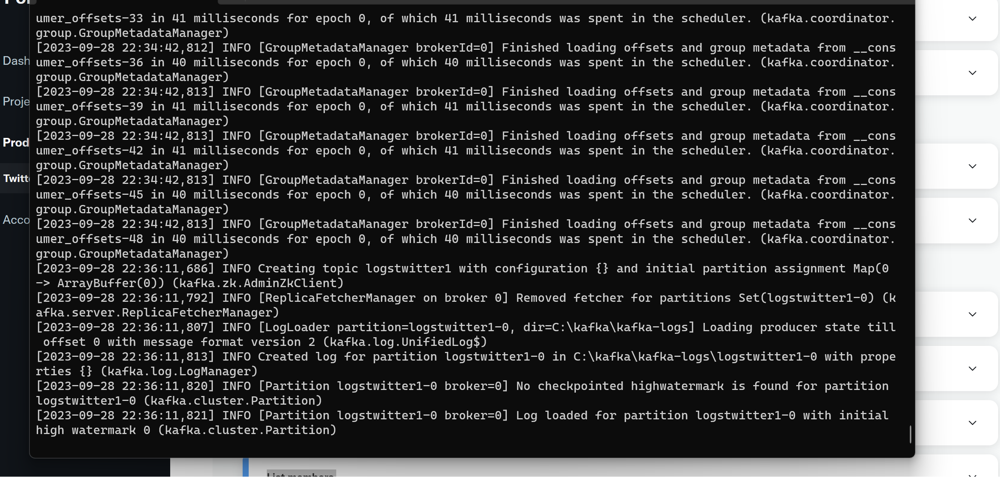 umer_offsets-33 in 41 milliseconds for epoch 0, of which 41 milliseconds was spent in the scheduler. (kafka.coordinator.
group.GroupMetadataManager)
[2023-09-28 22:34:42,812] INFO [GroupMetadataManager brokerId=0] Finished loading offsets and group metadata from __cons
umer_offsets-36 in 40 milliseconds for epoch 0, of which 40 milliseconds was spent in the scheduler. (kafka.coordinator.
group.GroupMetadataManager)
[2023-09-28 22:34:42,813] INFO [GroupMetadataManager brokerId=0] Finished loading offsets and group metadata from __cons
umer_offsets-39 in 41 milliseconds for epoch 0, of which 41 milliseconds was spent in the scheduler. (kafka.coordinator.
group.GroupMetadataManager)
[2023-09-28 22:34:42,813] INFO [GroupMetadataManager brokerId=0] Finished loading offsets and group metadata from __cons
umer_offsets-42 in 41 milliseconds for epoch 0, of which 41 milliseconds was spent in the scheduler. (kafka.coordinator.
group.GroupMetadataManager)
[2023-09-28 22:34:42,813] INFO [GroupMetadataManager brokerId=0] Finished loading offsets and group metadata from __cons
umer_offsets-45 in 40 milliseconds for epoch 0, of which 40 milliseconds was spent in the scheduler. (kafka.coordinator.
group.GroupMetadataManager)
[2023-09-28 22:34:42,813] INFO [GroupMetadataManager brokerId=0] Finished loading offsets and group metadata from __cons
umer_offsets-48 in 40 milliseconds for epoch 0, of which 40 milliseconds was spent in the scheduler. (kafka.coordinator.
group.GroupMetadataManager)
[2023-09-28 22:36:11,686] INFO Creating topic logstwitter1 with configuration {} and initial partition assignment Map(0
-> ArrayBuffer(0)) (kafka.zk.AdminZkClient)
[2023-09-28 22:36:11,792] INFO [ReplicaFetcherManager on broker 0] Removed fetcher for partitions Set(logstwitter1-0) (k
afka.server.ReplicaFetcherManager)
[2023-09-28 22:36:11,807] INFO [LogLoader partition=logstwitter1-0, dir=C:\kafka\kafka-logs] Loading producer state till
 offset 0 with message format version 2 (kafka.log.UnifiedLog$)
[2023-09-28 22:36:11,813] INFO Created log for partition logstwitter1-0 in C:\kafka\kafka-logs\logstwitter1-0 with prope
rties {} (kafka.log.LogManager)
[2023-09-28 22:36:11,820] INFO [Partition logstwitter1-0 broker=0] No checkpointed highwatermark is found for partition
logstwitter1-0 (kafka.cluster.Partition)
[2023-09-28 22:36:11,821] INFO [Partition logstwitter1-0 broker=0] Log loaded for partition logstwitter1-0 with initial
high watermark 0 (kafka.cluster.Partition)
Dash
Proje
Prod
Twitt
Acco
List members